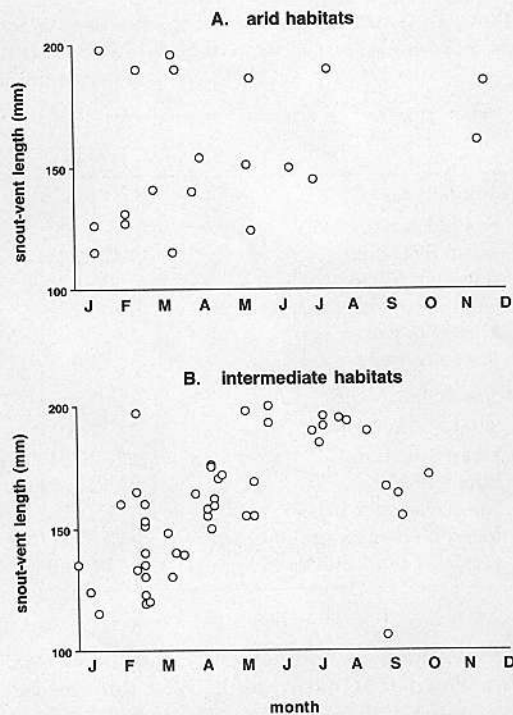 A. arid habitats
200
150
100
snout-vent length (mm)
J F M A M J J A S O N D
B. intermediate habitats
200
150
100
snout-vent length (mm)
J F M A M J J A S O N D
month